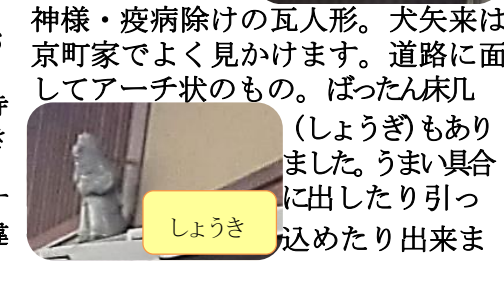 神様・疫病除けの瓦人形。犬矢来は
京町家でよく見かけます。道路に面
してアーチ状のもの。ばったん床几
（しょうぎ）もあり
ました。うまい具合
に出したり引っ
込めたり出来ま
しょうき